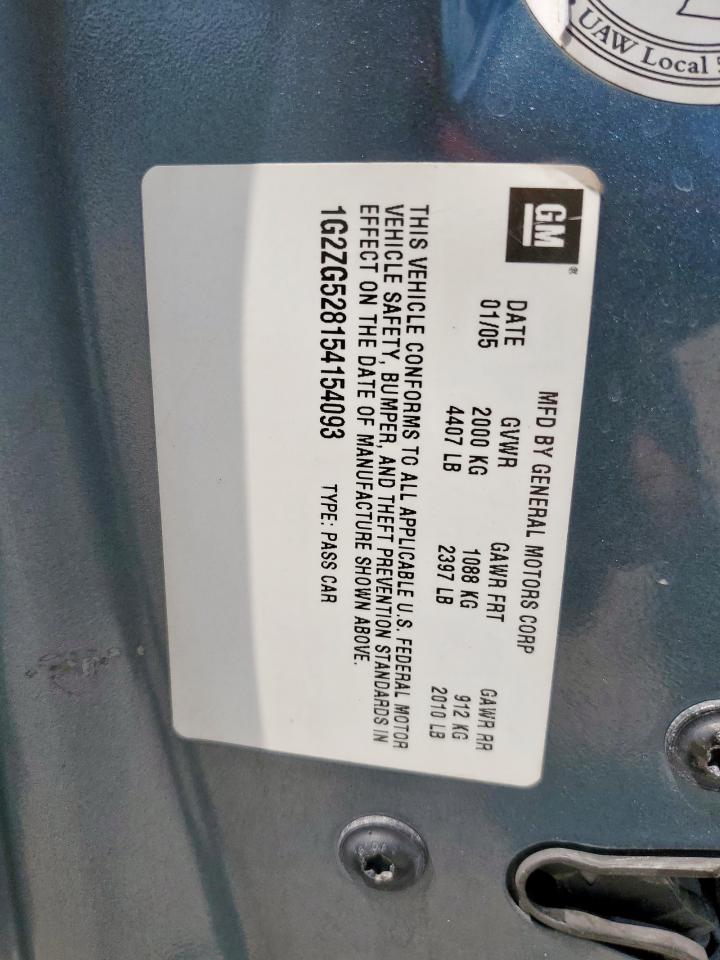 UAW Local 5
GM
®
MFD BY GENERAL MOTORS CORP
DATE GVWR GAWR FRT GAWR RR
01/05 2000 KG 1088 KG 912 KG
4407 LB 2397 LB 2010 LB
THIS VEHICLE CONFORMS TO ALL APPLICABLE U.S. FEDERAL MOTOR
VEHICLE SAFETY, BUMPER, AND THEFT PREVENTION STANDARDS IN
EFFECT ON THE DATE OF MANUFACTURE SHOWN ABOVE.
1G2ZG528154154093 TYPE: PASS CAR